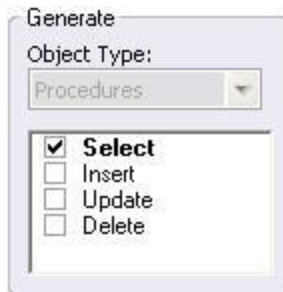 Generate
Object Type:
Procedures
Select
Insert
Update
Delete